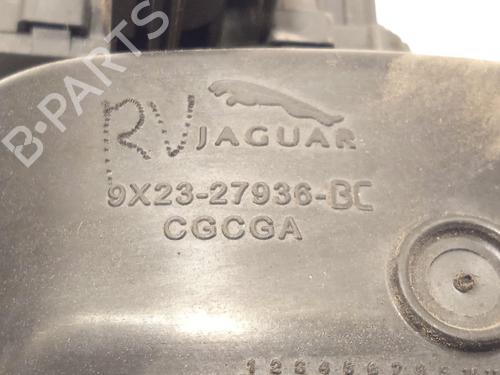 B-PARTS
RV JAGUAR
9X23-27936-BC
CGCGA